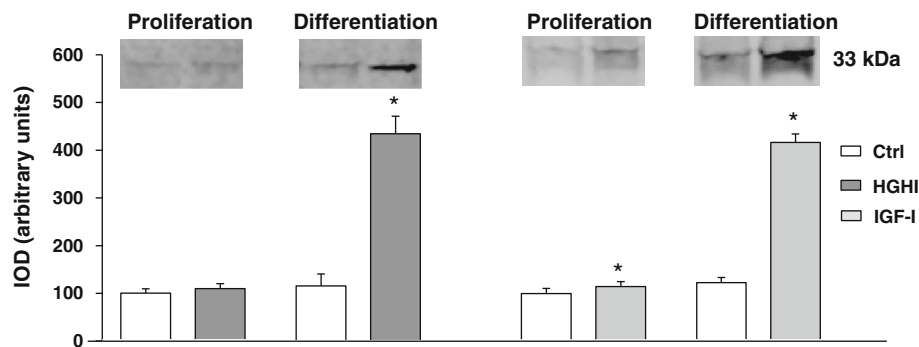 Proliferation Differentiation Proliferation Differentiation
600
500
400
300
200
100
0
IOD (arbitrary units)
33 kDa
*
*
*
*
Ctrl
HGHI
IGF-I